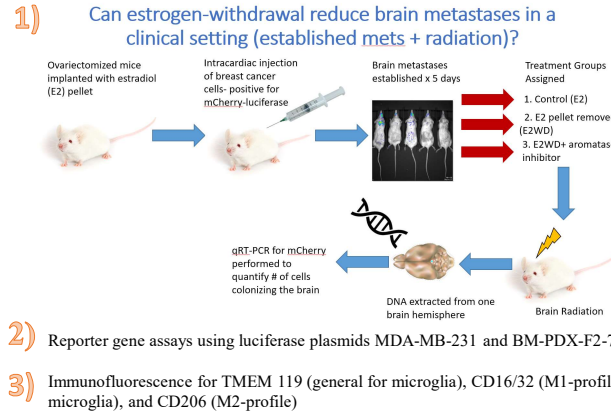 1)
Can estrogen-withdrawal reduce brain metastases in a
clinical setting (established mets + radiation)?
Ovariectomized mice
implanted with estradiol
(E2) pellet
Intracardiac injection
of breast cancer
cells- positive for
mCherry-luciferase
Brain metastases
established x 5 days
Treatment Groups
Assigned
1. Control (E2)
2. E2 pellet remove
(E2WD)
3. E2WD+ aromatas
inhibitor
Brain Radiation
DNA extracted from one
brain hemisphere
qRT-PCR for mCherry
performed to
quantify # of cells
colonizing the brain
2)
Reporter gene assays using luciferase plasmids MDA-MB-231 and BM-PDX-F2-7
3)
Immunofluorescence for TMEM 119 (general for microglia), CD16/32 (M1-profil
microglia), and CD206 (M2-profile)